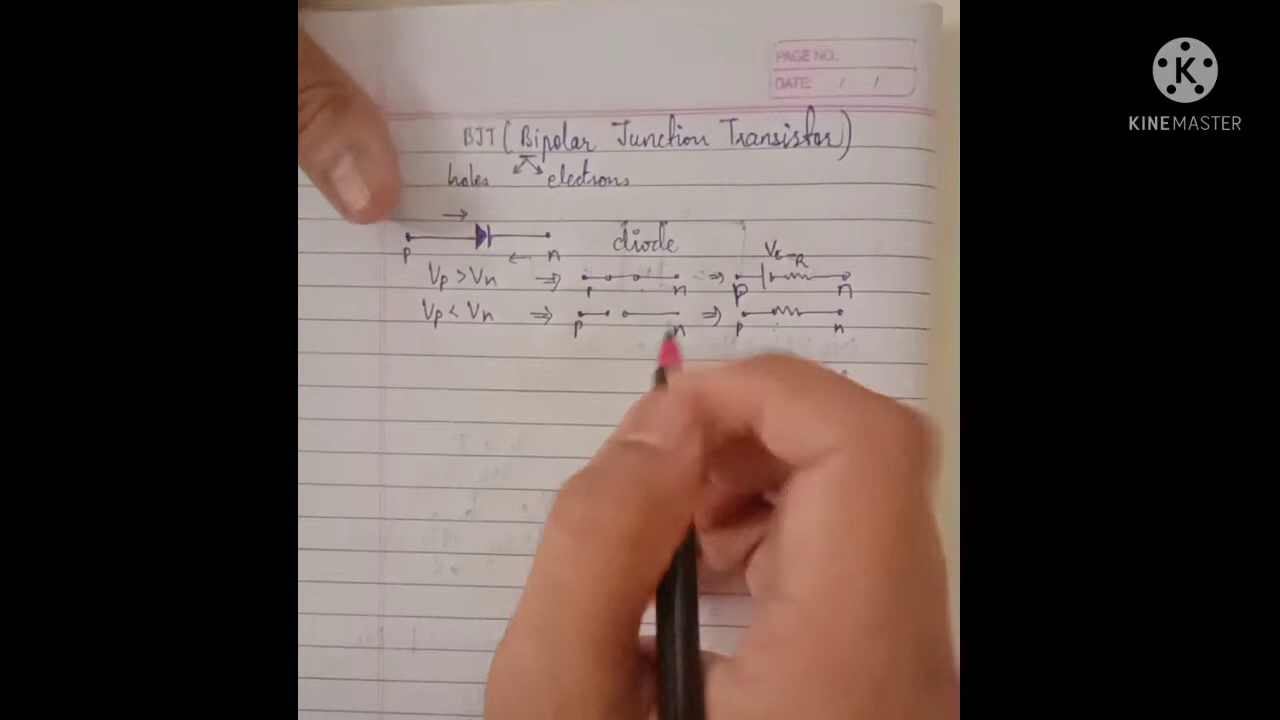 PAGE NO.
DATE: / /
K
KINEMASTER
BJT (Bipolar Junction Transistor)
holes electrons
p n diode
Vp > Vn ⇒ p n ⇒ p n
R
Vp < Vn ⇒ p n ⇒ p n